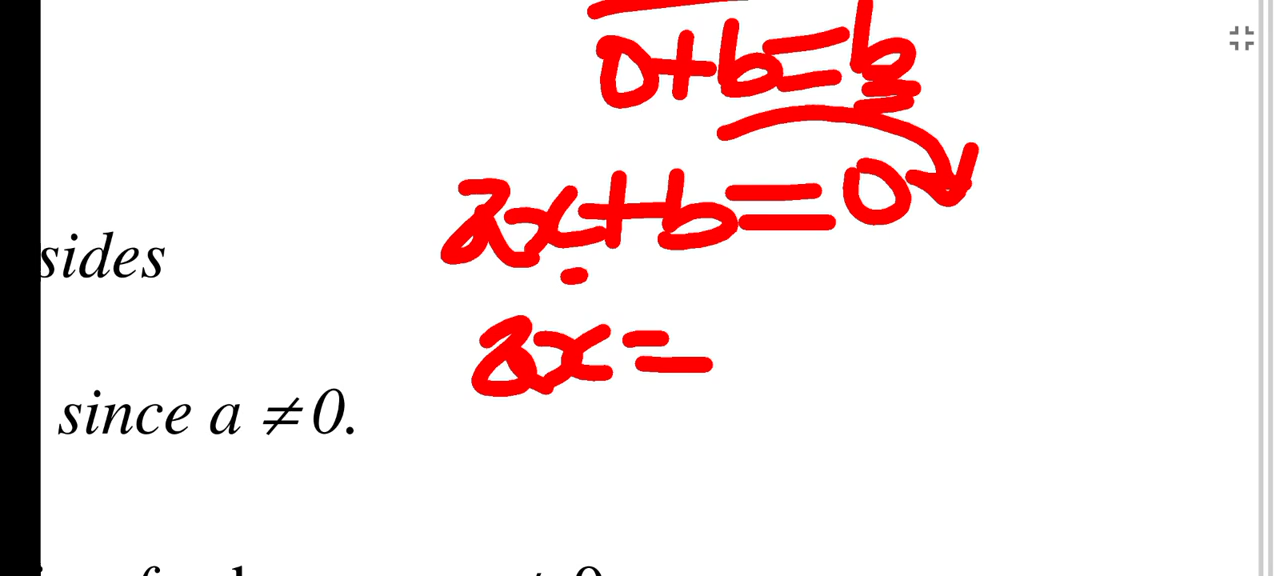 0+b=b
ax+b=0
sides
ax=
since a ≠ 0.